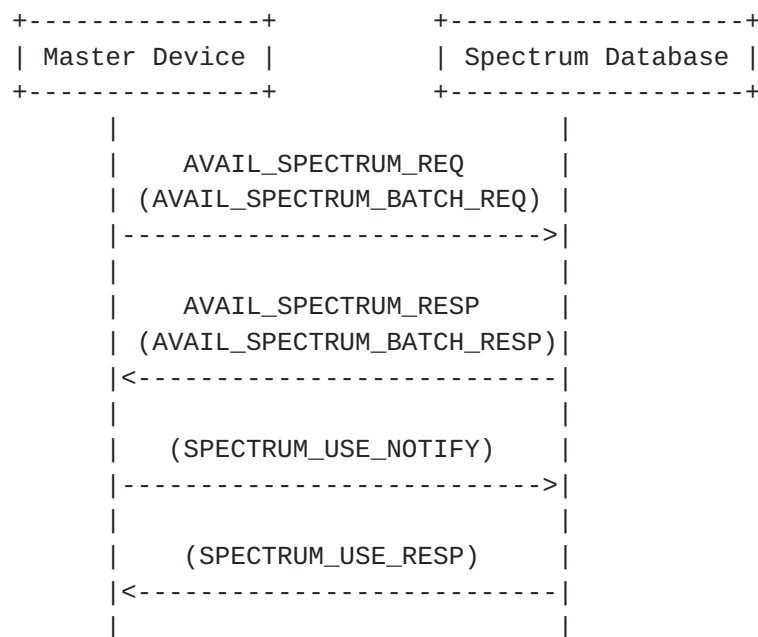 Master Device
Spectrum Database
AVAIL_SPECTRUM_REQ
(AVAIL_SPECTRUM_BATCH_REQ)
AVAIL_SPECTRUM_RESP
(AVAIL_SPECTRUM_BATCH_RESP)
(SPECTRUM_USE_NOTIFY)
(SPECTRUM_USE_RESP)